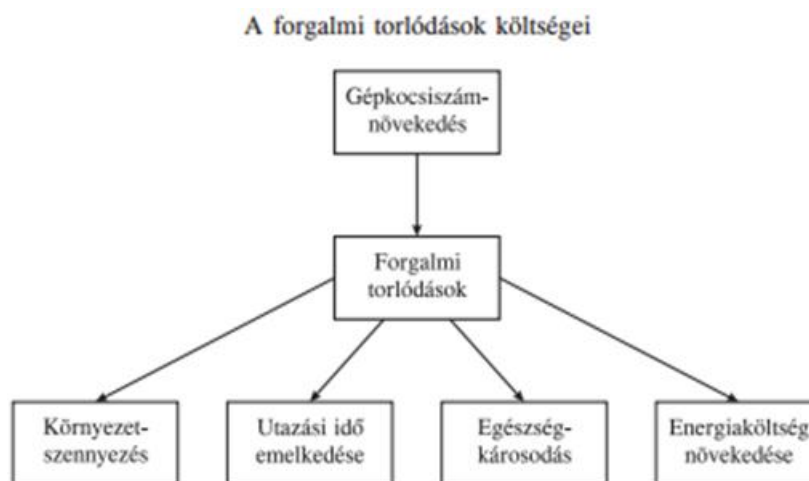 A forgalmi torlódások költségei
Gépkocsiszám-
növekedés
Forgalmi
torlódások
Környezet-
szennyezés
Utazási idő
emelkedése
Egészség-
károsodás
Energiaköltség
növekedése